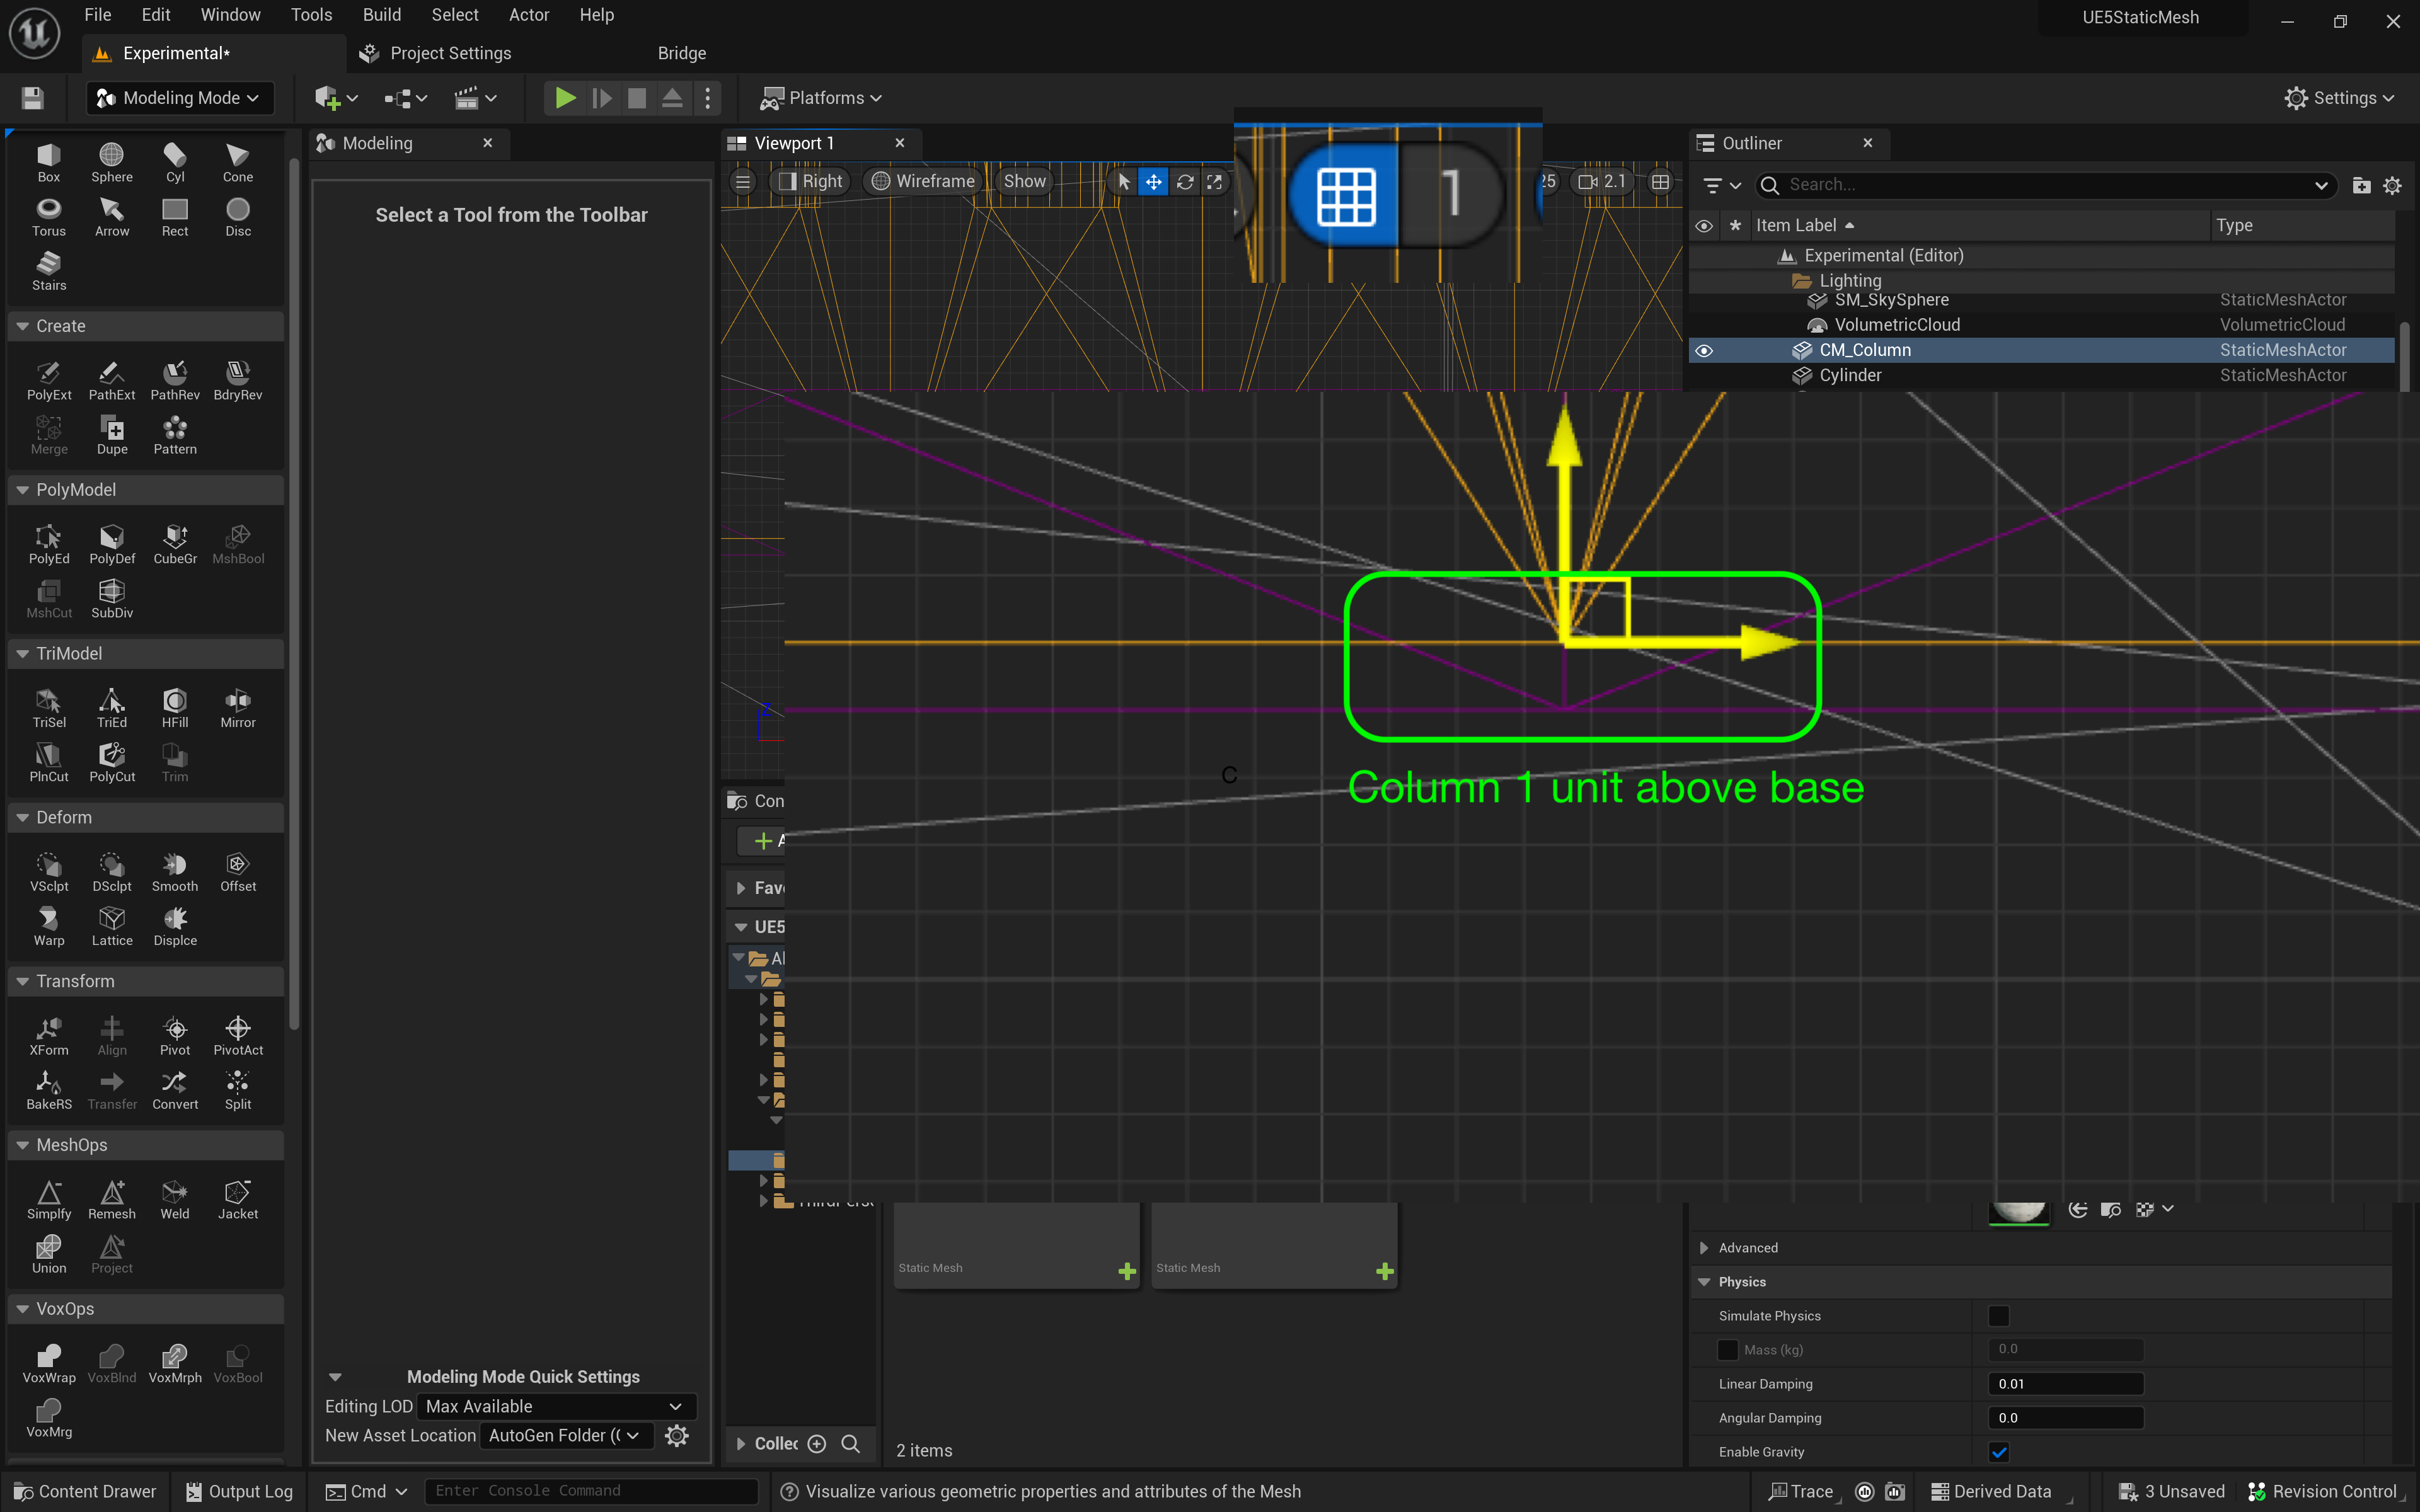 File Edit Window Tools Build Select Actor Help
UE5StaticMesh
Experimental*
Project Settings
Bridge
Modeling Mode
Platforms
Settings
Box Sphere Cyl Cone
Torus Arrow Rect Disc
Stairs
Create
PolyExt PathExt PathRev BdryRev
Merge Dupe Pattern
PolyModel
PolyEd PolyDef CubeGr MshBool
MshCut SubDiv
TriModel
TriSel TriEd HFill Mirror
PlnCut PolyCut Trim
Deform
VSclpt DSclpt Smooth Offset
Warp Lattice Displce
Transform
XForm Align Pivot PivotAct
BakeRS Transfer Convert Split
MeshOps
Simplfy Remesh Weld Jacket
Union Project
VoxOps
VoxWrap VoxBlnd VoxMrph VoxBool
VoxMrg
Modeling
Select a Tool from the Toolbar
Modeling Mode Quick Settings
Editing LOD Max Available
New Asset Location AutoGen Folder (
Viewport 1
Right Wireframe Show
1
25 2.1
Column 1 unit above base
C
Con
Fav
UE5
Al
Collec
Static Mesh
Static Mesh
2 items
Outliner
Search...
Item Label Type
Experimental (Editor)
Lighting
SM_SkySphere StaticMeshActor
VolumetricCloud VolumetricCloud
CM_Column StaticMeshActor
Cylinder StaticMeshActor
Advanced
Physics
Simulate Physics
Mass (kg) 0.0
Linear Damping 0.01
Angular Damping 0.0
Enable Gravity
Content Drawer Output Log Cmd Enter Console Command
Visualize various geometric properties and attributes of the Mesh
Trace Derived Data 3 Unsaved Revision Control